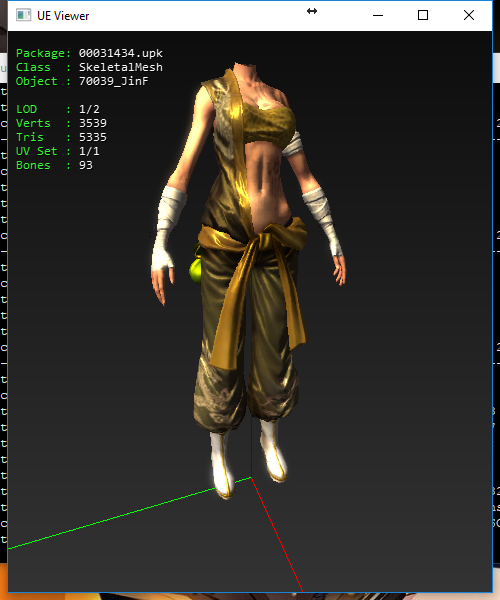 UE Viewer
Package: 00031434.upk
Class : SkeletalMesh
Object : 70039_JinF
LOD : 1/2
Verts : 3539
Tris : 5335
UV Set : 1/1
Bones : 93